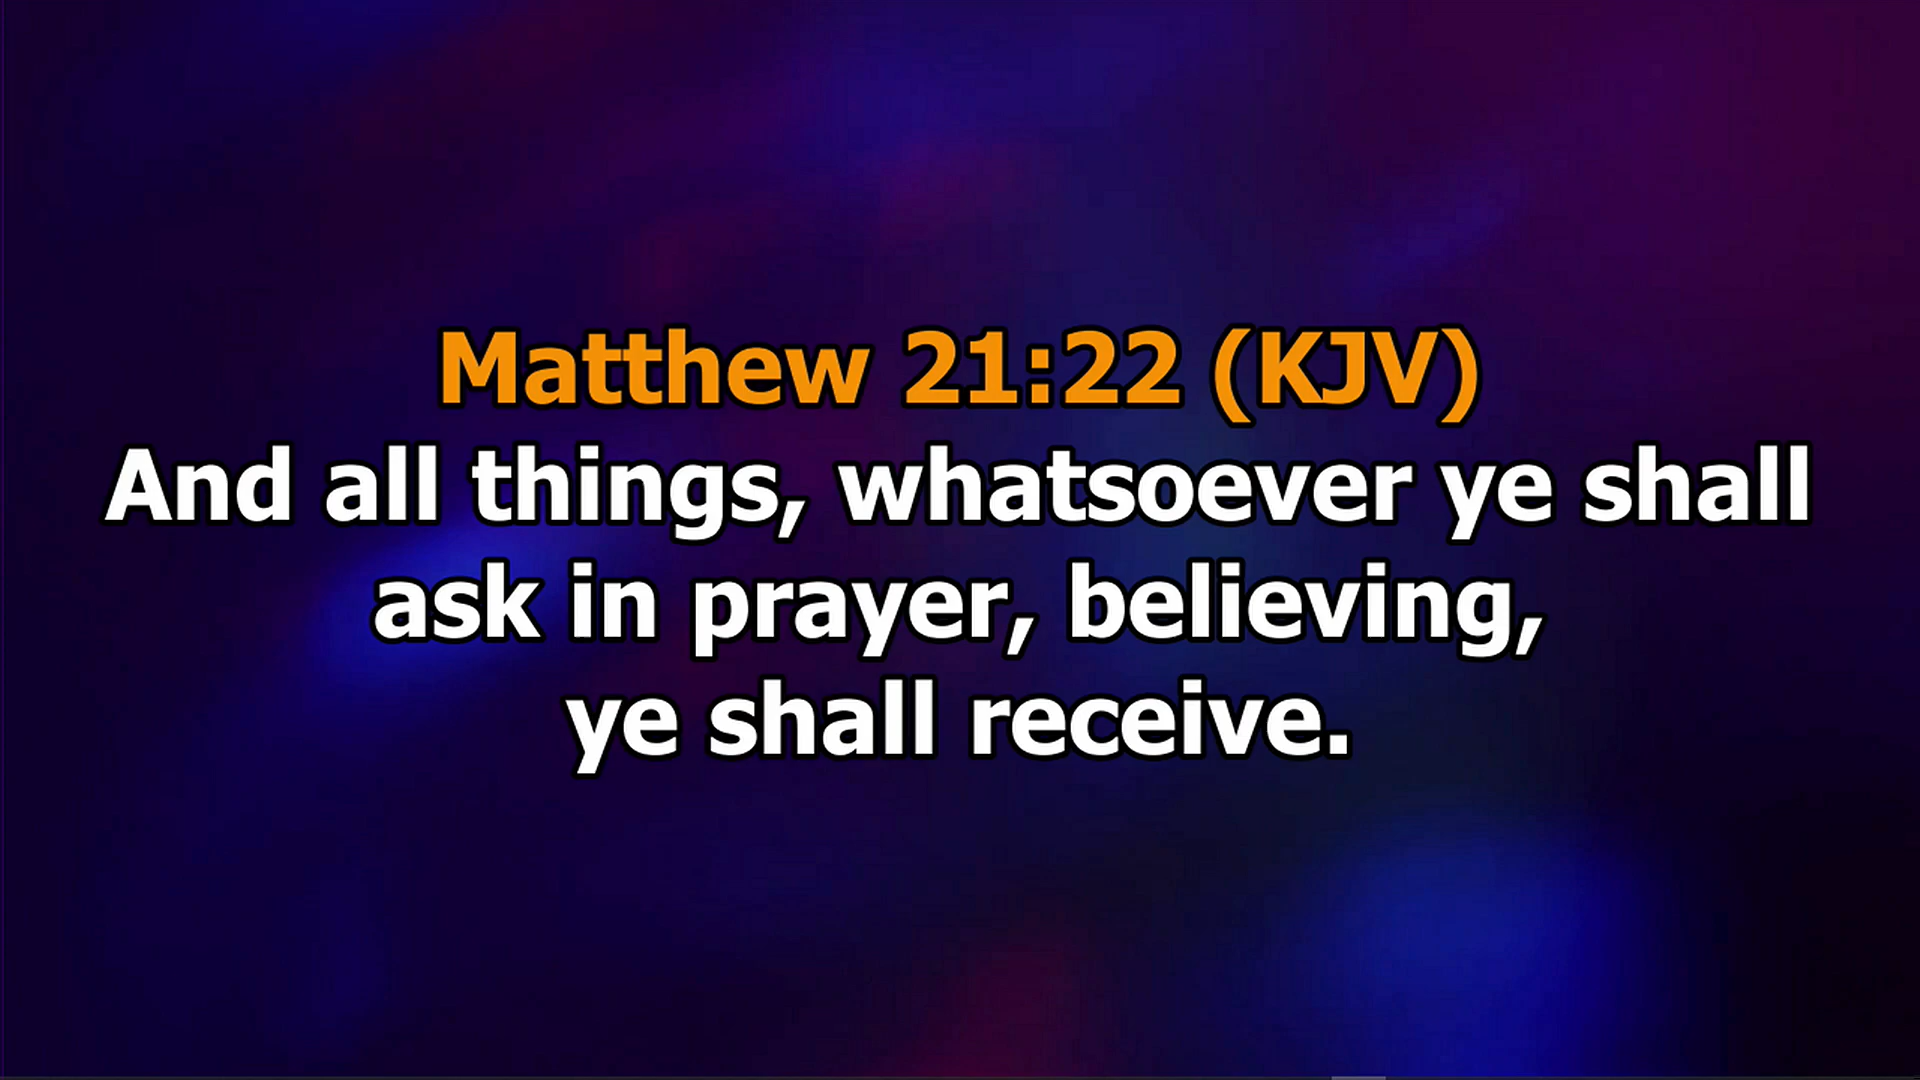 Matthew 21:22 (KJV)
And all things, whatsoever ye shall
ask in prayer, believing,
ye shall receive.